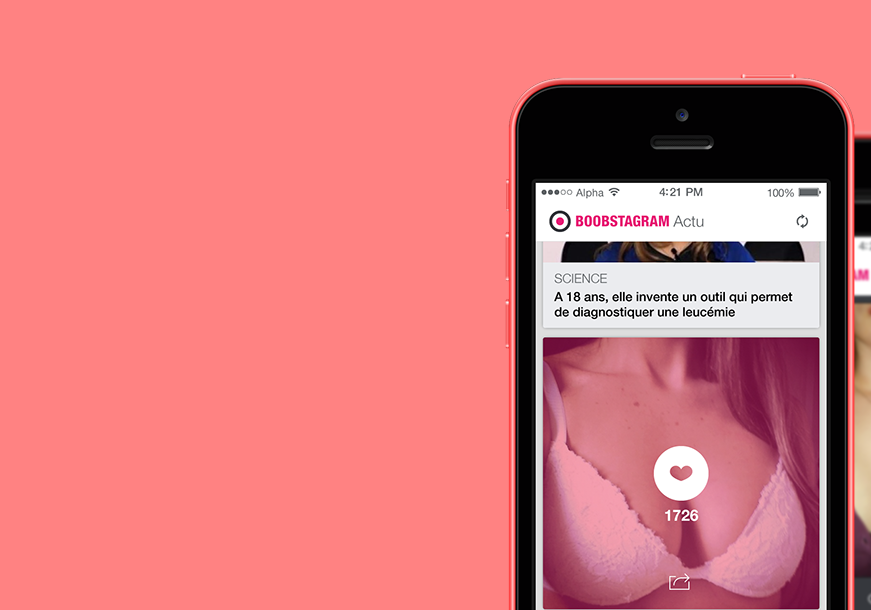 Alpha 4:21 PM 100%
BOOBSTAGRAM Actu
SCIENCE
A 18 ans, elle invente un outil qui permet
de diagnostiquer une leucémie
1726